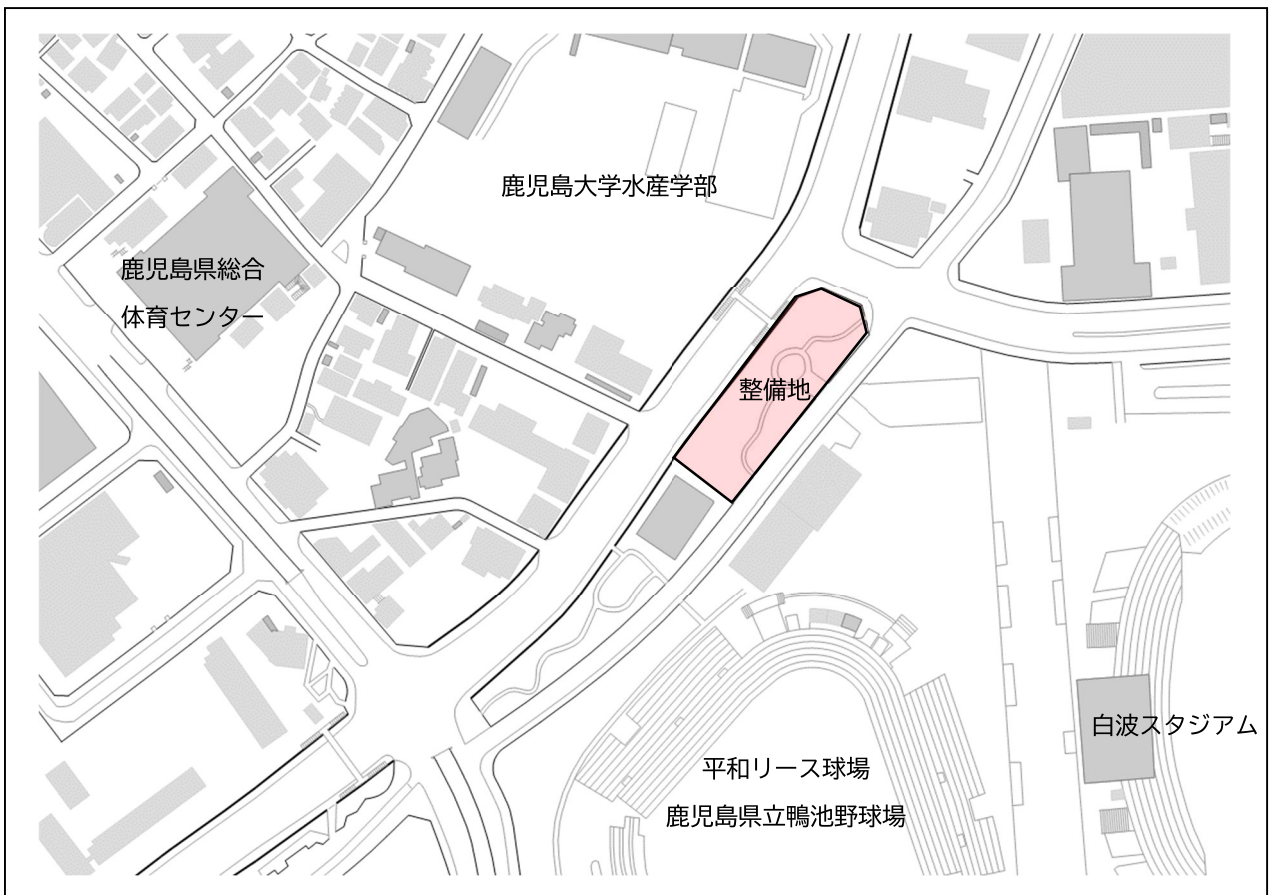 鹿児島大学水産学部
鹿児島県総合
体育センター
整備地
白波スタジアム
平和リース球場
鹿児島県立鴨池野球場